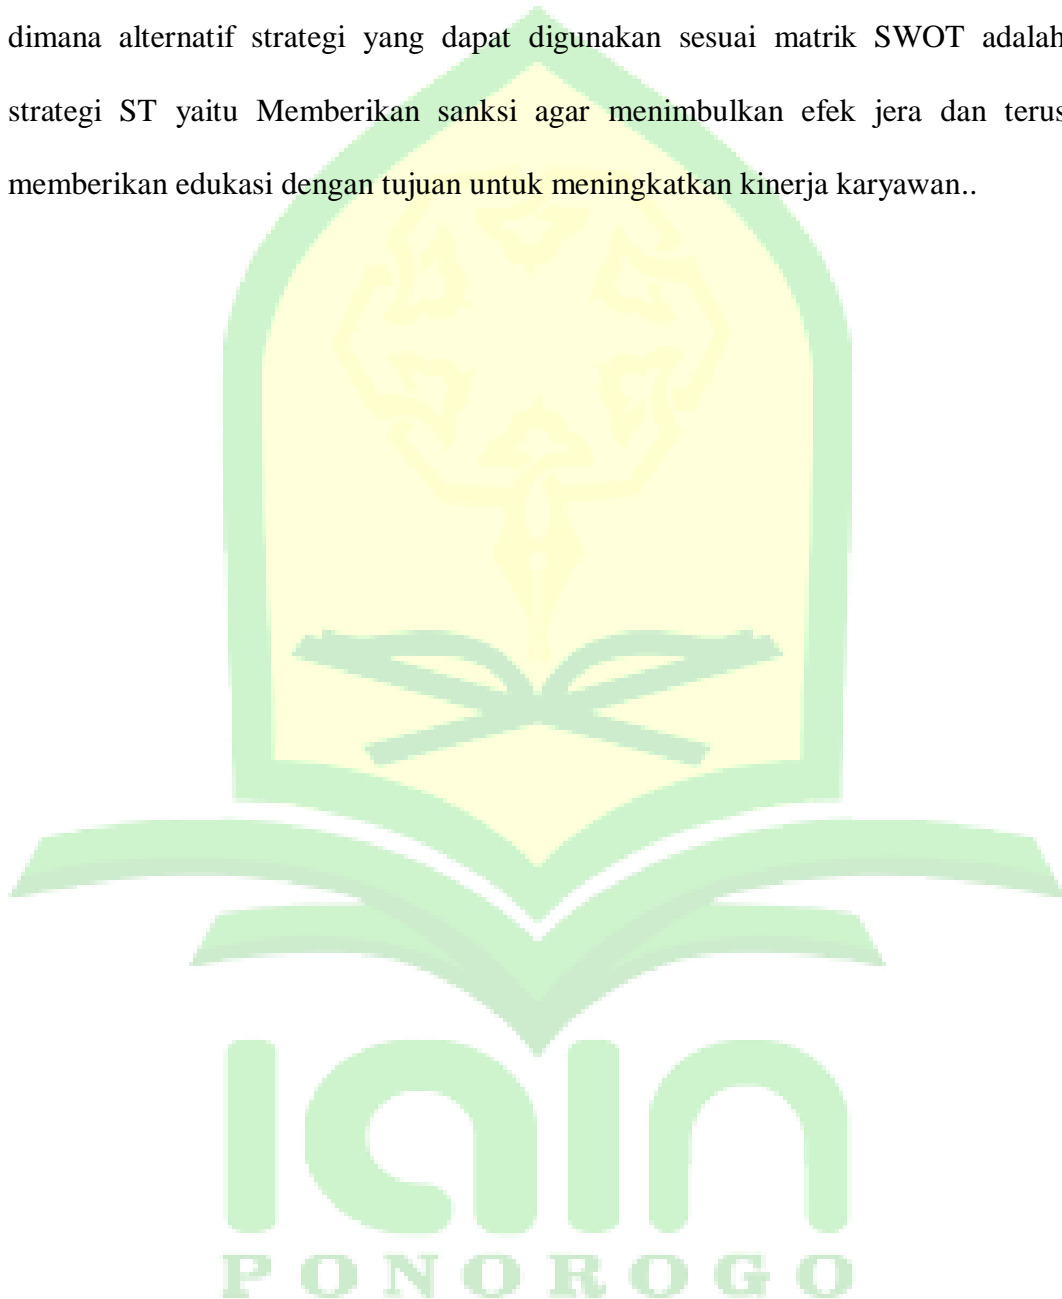 dimana alternatif strategi yang dapat digunakan sesuai matrik SWOT adalah
strategi ST yaitu Memberikan sanksi agar menimbulkan efek jera dan terus
memberikan edukasi dengan tujuan untuk meningkatkan kinerja karyawan..
iain
PONOROGO